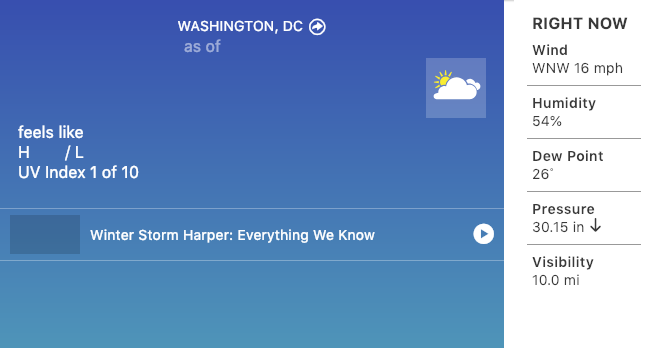 WASHINGTON, DC
as of
feels like
H / L
UV Index 1 of 10
Winter Storm Harper: Everything We Know
RIGHT NOW
Wind
WNW 16 mph
Humidity
54%
Dew Point
26°
Pressure
30.15 in ↓
Visibility
10.0 mi